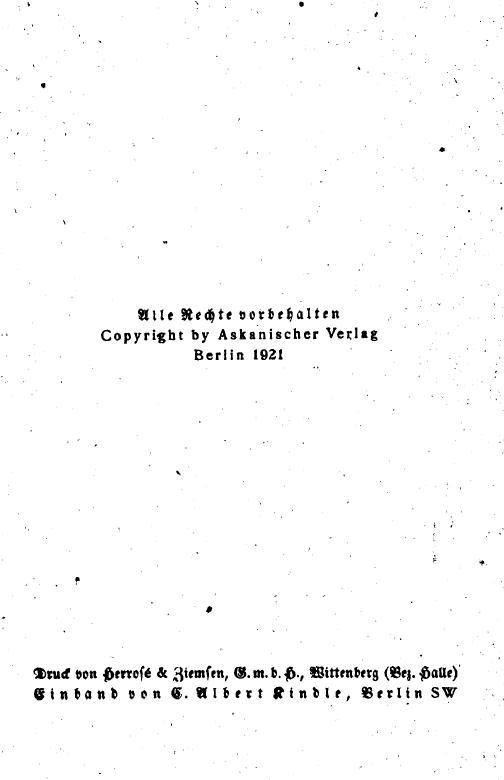 Alle Rechte vorbehalten
Copyright by Askanischer Verlag
Berlin 1921
Druck von Herrosé & Ziemsen, G.m.b.H., Wittenberg (Bez. Halle)
Einband von C. Albert Kindle, Berlin SW